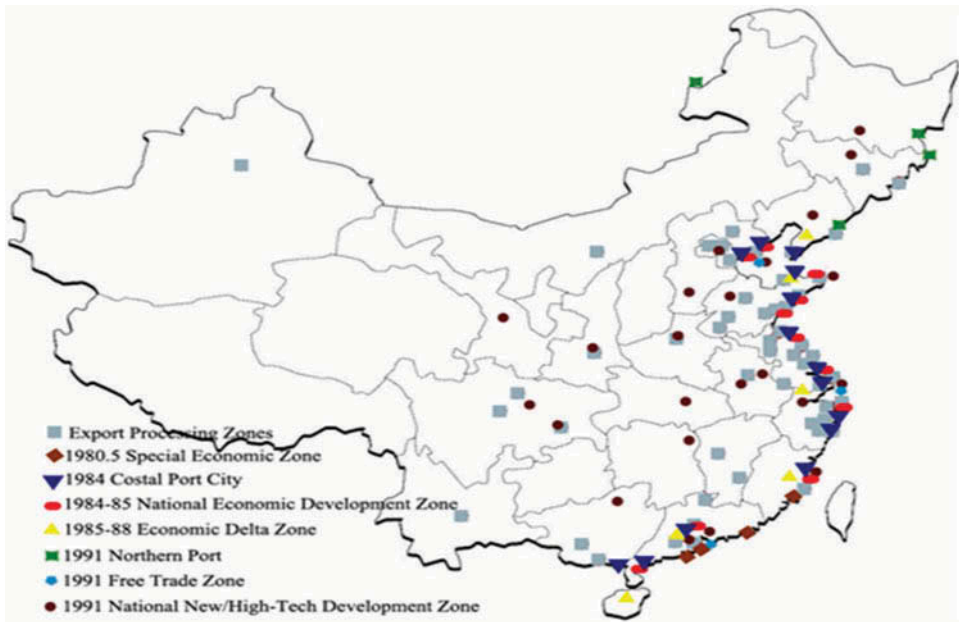 Export Processing Zones
1980.5 Special Economic Zone
1984 Costal Port City
1984-85 National Economic Development Zone
1985-88 Economic Delta Zone
1991 Northern Port
1991 Free Trade Zone
1991 National New/High-Tech Development Zone